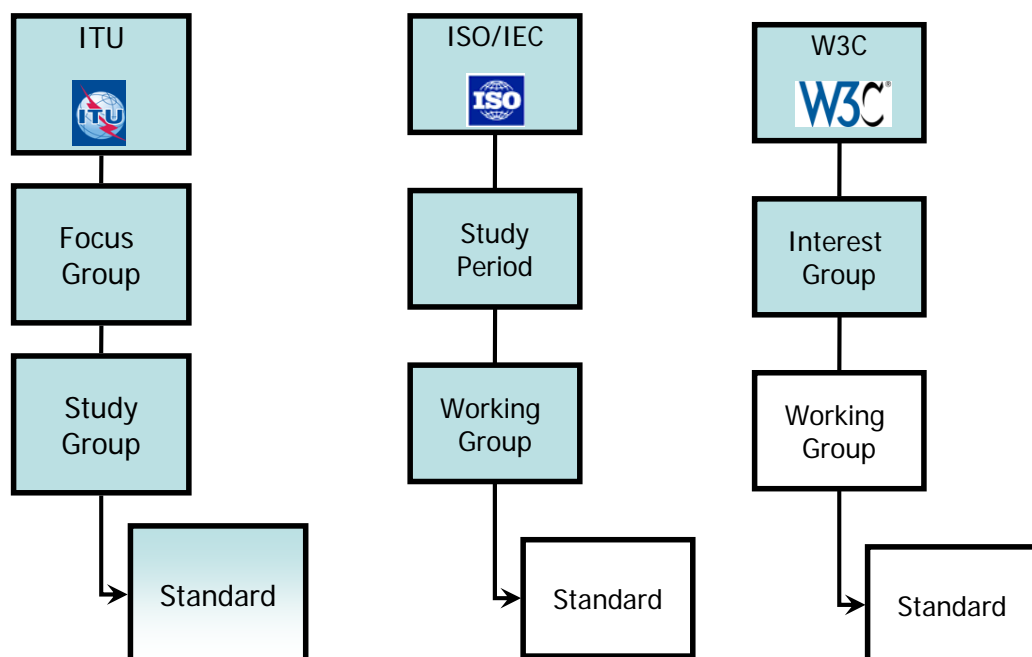 ITU
ITU
Focus
Group
Study
Group
Standard
ISO/IEC
ISO
Study
Period
Working
Group
Standard
W3C
W3C®
Interest
Group
Working
Group
Standard